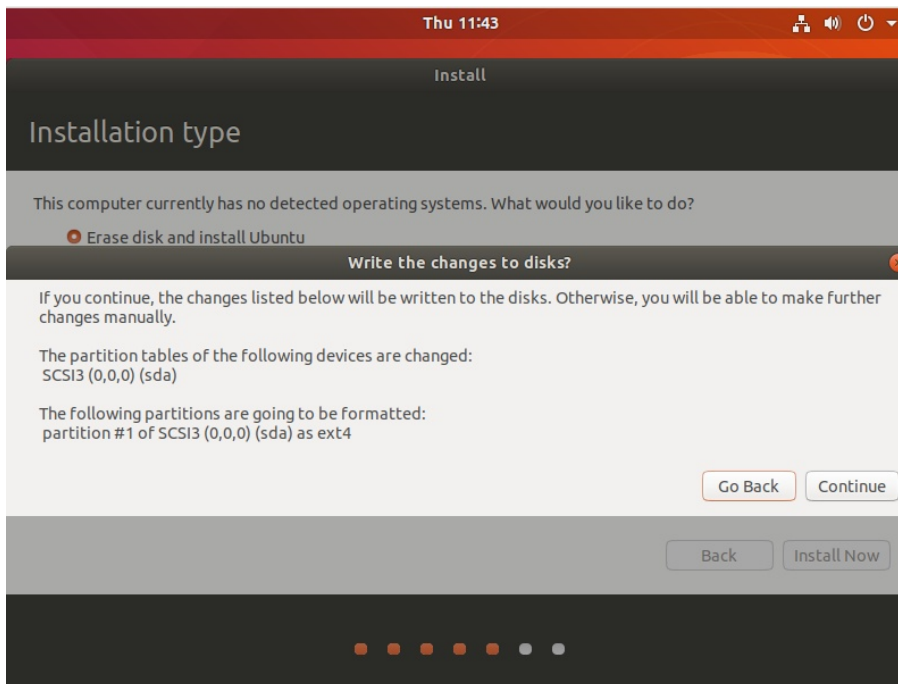 Thu 11:43
Install
Installation type
This computer currently has no detected operating systems. What would you like to do?
Erase disk and install Ubuntu
Write the changes to disks?
If you continue, the changes listed below will be written to the disks. Otherwise, you will be able to make further
changes manually.
The partition tables of the following devices are changed:
SCSI3 (0,0,0) (sda)
The following partitions are going to be formatted:
partition #1 of SCSI3 (0,0,0) (sda) as ext4
Go Back Continue
Back Install Now